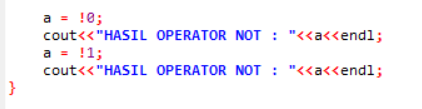 a = !0;
cout<<"HASIL OPERATOR NOT : "<<a<<endl;
a = !1;
cout<<"HASIL OPERATOR NOT : "<<a<<endl;
}